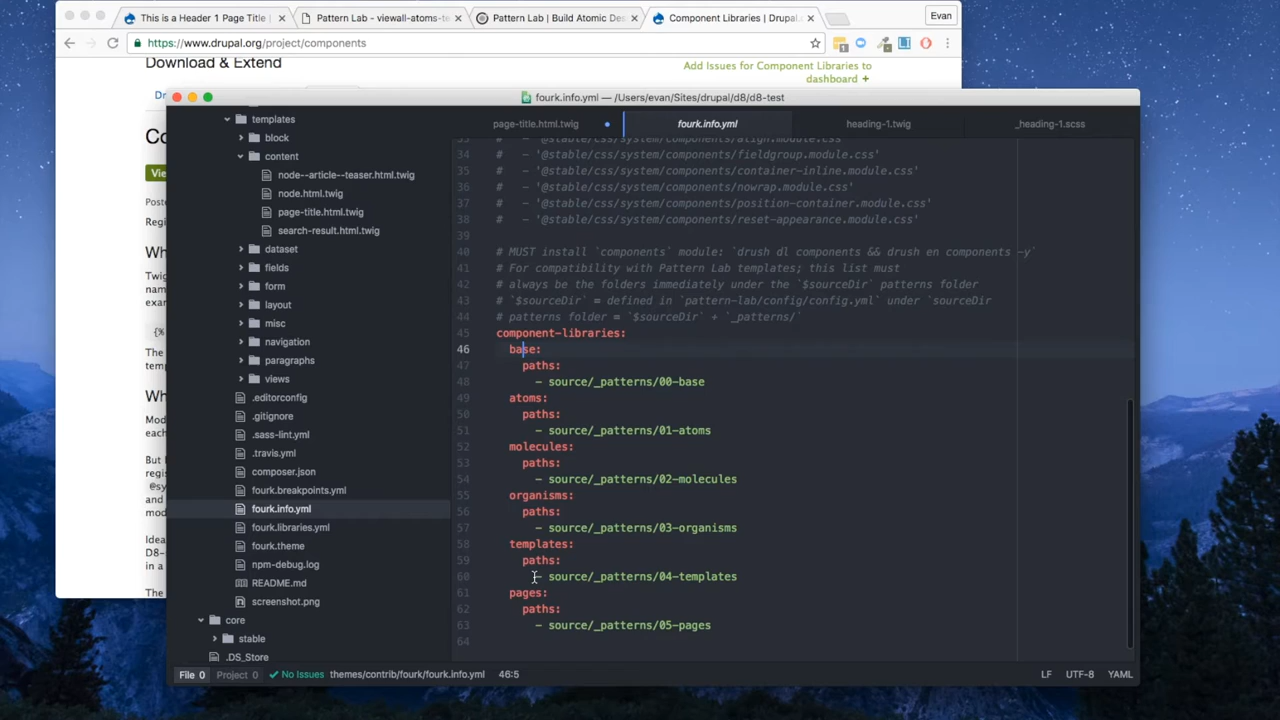 This is a Header 1 Page Title
Pattern Lab - viewall-atoms-te
Pattern Lab | Build Atomic Des
Component Libraries | Drupal.c
Evan
https://www.drupal.org/project/components
Download & Extend
Add Issues for Component Libraries to
dashboard +
fourk.info.yml — /Users/evan/Sites/drupal/d8/d8-test
page-title.html.twig
fourk.info.yml
heading-1.twig
_heading-1.scss
templates
block
content
node--article--teaser.html.twig
node.html.twig
page-title.html.twig
search-result.html.twig
dataset
fields
form
layout
misc
navigation
paragraphs
views
.editorconfig
.gitignore
.sass-lint.yml
.travis.yml
composer.json
fourk.breakpoints.yml
fourk.info.yml
fourk.libraries.yml
fourk.theme
npm-debug.log
README.md
screenshot.png
core
stable
.DS_Store
34 #   - '@stable/css/system/components/fieldgroup.module.css'
35 #   - '@stable/css/system/components/container-inline.module.css'
36 #   - '@stable/css/system/components/nowrap.module.css'
37 #   - '@stable/css/system/components/position-container.module.css'
38 #   - '@stable/css/system/components/reset-appearance.module.css'
39
40 # MUST install `components` module: `drush dl components && drush en components -y`
41 # For compatibility with Pattern Lab templates; this list must
42 # always be the folders immediately under the `$sourceDir` patterns folder
43 # `$sourceDir` = defined in `pattern-lab/config/config.yml` under `sourceDir
44 # patterns folder = `$sourceDir` + `_patterns/`
45 component-libraries:
46   base:
47     paths:
48       - source/_patterns/00-base
49   atoms:
50     paths:
51       - source/_patterns/01-atoms
52   molecules:
53     paths:
54       - source/_patterns/02-molecules
55   organisms:
56     paths:
57       - source/_patterns/03-organisms
58   templates:
59     paths:
60       - source/_patterns/04-templates
61   pages:
62     paths:
63       - source/_patterns/05-pages
64
File 0 Project 0 No Issues themes/contrib/fourk/fourk.info.yml 46:5 LF UTF-8 YAML